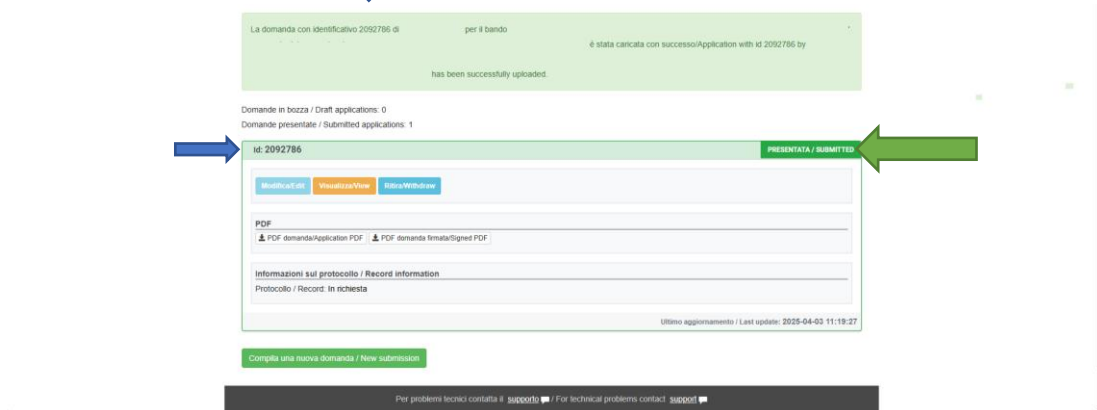 La domanda con identificativo 2092786 di per il bando
è stata caricata con successo/Application with id 2092786 by
has been successfully uploaded.
Domande in bozza / Draft applications: 0
Domande presentate / Submitted applications: 1
Id: 2092786 PRESENTATA / SUBMITTED
Modifica/Edit Visualizza/View Ritira/Withdraw
PDF
PDF domanda/Application PDF PDF domanda firmata/Signed PDF
Informazioni sul protocollo / Record information
Protocollo / Record: In richiesta
Ultimo aggiornamento / Last update: 2025-04-03 11:19:27
Compila una nuova domanda / New submission
Per problemi tecnici contatta il supporto / For technical problems contact support